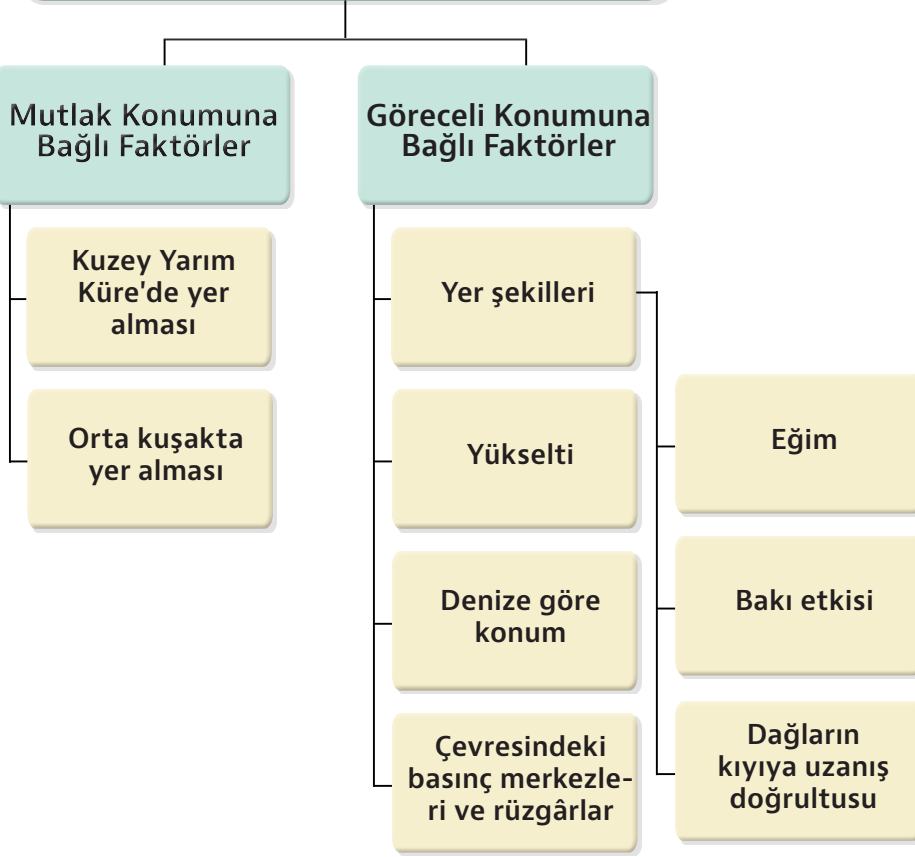 Mutlak Konumuna
Bağlı Faktörler
Kuzey Yarım
Küre'de yer
alması
Orta kuşakta
yer alması
Göreceli Konumuna
Bağlı Faktörler
Yer şekilleri
Yükselti
Denize göre
konum
Çevresindeki
basınç merkezle-
ri ve rüzgârlar
Eğim
Bakı etkisi
Dağların
kıyıya uzanış
doğrultusu